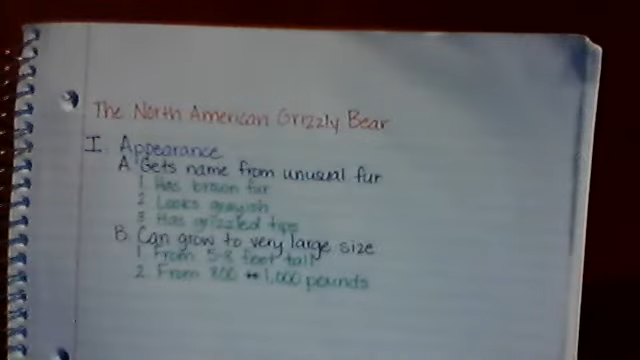 The North American Grizzly Bear
I. Appearance
A. Gets name from unusual fur
1. Has brown fur
2. Looks grayish
3. Has grizzled tips
B. Can grow to very large size
1. From 5-8 feet tall
2. From 800 1,000 pounds